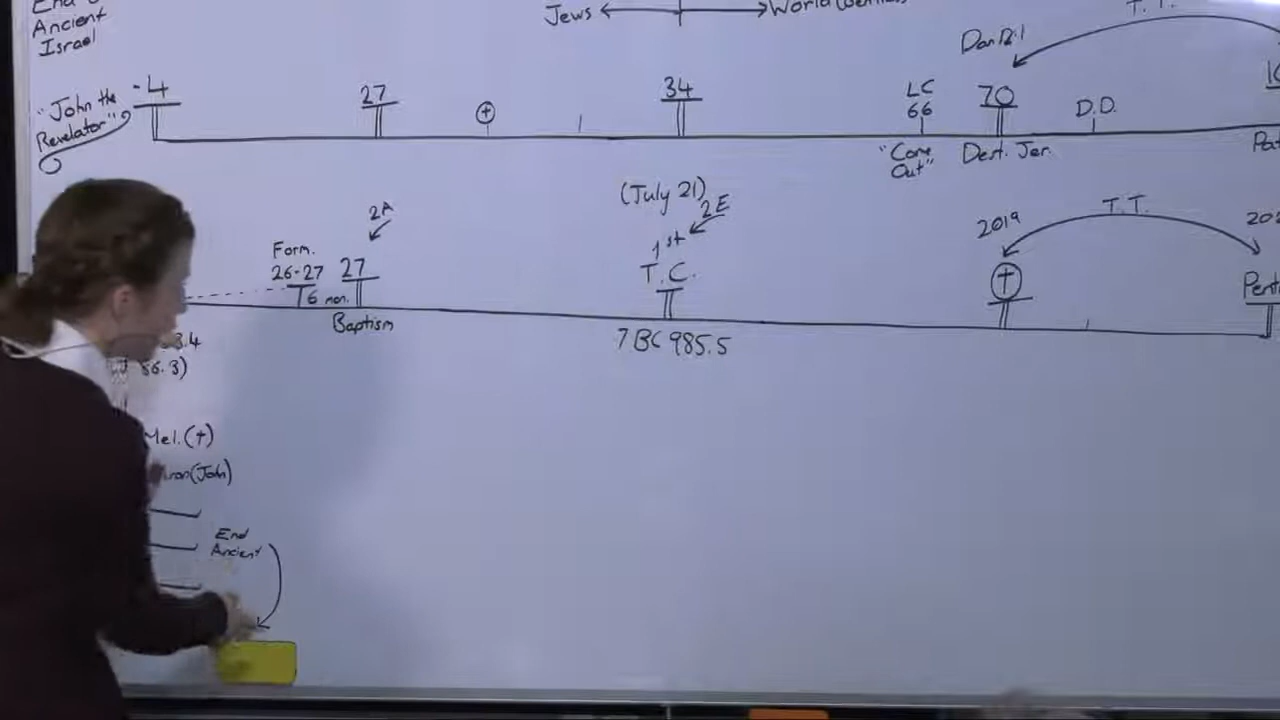 Ancient
Israel
Jews
World
"John the
Revelator"
-4
27
34
LC
66
Dan 12:1
70
D.D.
T.T.
"Come
Out"
Dest. Jer.
Form.
26-27
6 mon.
2A
27
Baptism
(July 21)
2E
1st
T.C.
7BC 985.5
2019
T.T.
Mel.(+)
(John)
End
Ancient